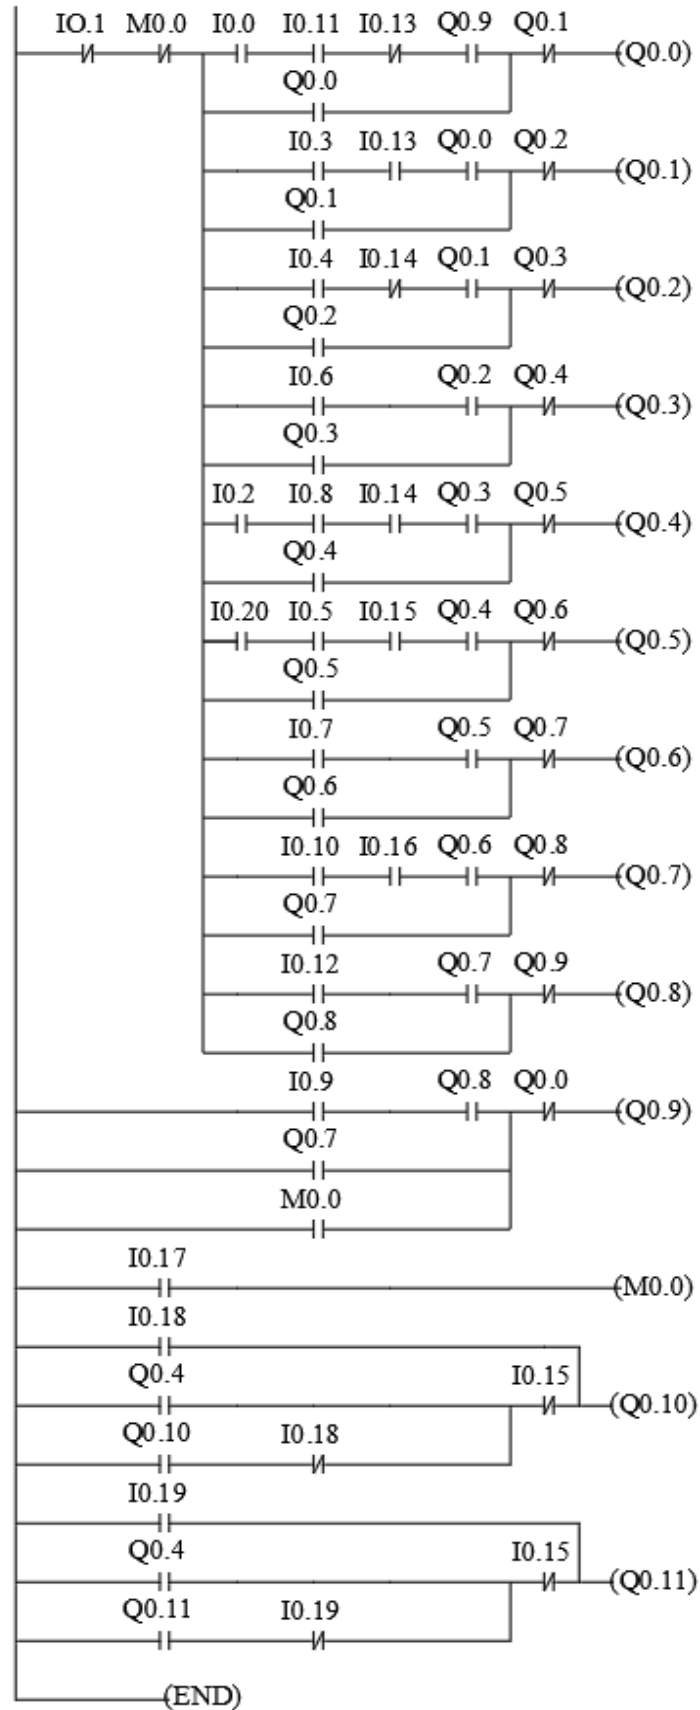 IO.1 M0.0 I0.0 I0.11 I0.13 Q0.9 Q0.1
(Q0.0)
Q0.0
I0.3 I0.13 Q0.0 Q0.2
(Q0.1)
Q0.1
I0.4 I0.14 Q0.1 Q0.3
(Q0.2)
Q0.2
I0.6 Q0.2 Q0.4
(Q0.3)
Q0.3
I0.2 I0.8 I0.14 Q0.3 Q0.5
(Q0.4)
Q0.4
I0.20 I0.5 I0.15 Q0.4 Q0.6
(Q0.5)
Q0.5
I0.7 Q0.5 Q0.7
(Q0.6)
Q0.6
I0.10 I0.16 Q0.6 Q0.8
(Q0.7)
Q0.7
I0.12 Q0.7 Q0.9
(Q0.8)
Q0.8
I0.9 Q0.8 Q0.0
(Q0.9)
Q0.7
M0.0
I0.17
(M0.0)
I0.18
Q0.4 I0.15
(Q0.10)
Q0.10 I0.18
I0.19
Q0.4 I0.15
(Q0.11)
Q0.11 I0.19
(END)